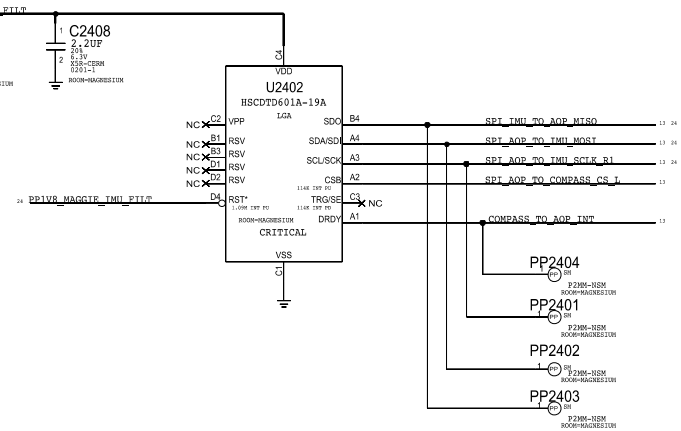 FILT
1 C2408
2.2UF
20%
6.3V
2 X5R-CERM
0201-1
ROOM=MAGNESIUM
SIUM
C4
VDD
U2402
HSCDTD601A-19A
LGA
NC C2 VPP
NC B1 RSV
NC B3 RSV
NC D1 RSV
NC D2 RSV
24 PP1V8_MAGGIE_IMU_FILT D4 RST*
1.09M INT PU
SDO B4 SPI_IMU_TO_AOP_MISO 13 24
SDA/SDI A4 SPI_AOP_TO_IMU_MOSI 13 24
SCL/SCK A3 SPI_AOP_TO_IMU_SCLK_R1 13 24
CSB A2 SPI_AOP_TO_COMPASS_CS_L 13
114K INT PU
TRG/SE C3 NC
114K INT PD
DRDY A1 COMPASS_TO_AOP_INT 13
ROOM=MAGNESIUM
CRITICAL
VSS
C1
PP2404
1 PP SM
P2MM-NSM
ROOM=MAGNESIUM
PP2401
1 PP SM
P2MM-NSM
ROOM=MAGNESIUM
PP2402
1 PP SM
P2MM-NSM
ROOM=MAGNESIUM
PP2403
1 PP SM
P2MM-NSM
ROOM=MAGNESIUM